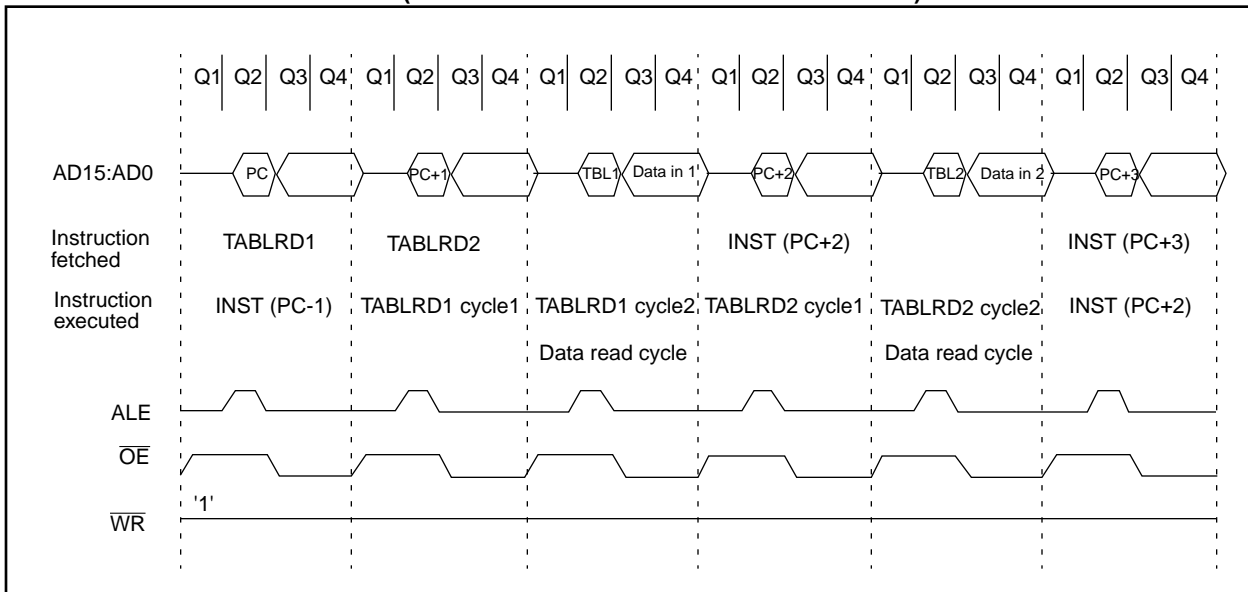 Q1 Q2 Q3 Q4 Q1 Q2 Q3 Q4 Q1 Q2 Q3 Q4 Q1 Q2 Q3 Q4 Q1 Q2 Q3 Q4 Q1 Q2 Q3 Q4
AD15:AD0 PC PC+1 TBL1 Data in 1 PC+2 TBL2 Data in 2 PC+3
Instruction fetched TABLRD1 TABLRD2 INST (PC+2) INST (PC+3)
Instruction executed INST (PC-1) TABLRD1 cycle1 TABLRD1 cycle2 TABLRD2 cycle1 TABLRD2 cycle2 INST (PC+2)
Data read cycle Data read cycle
ALE
OE
'1'
WR